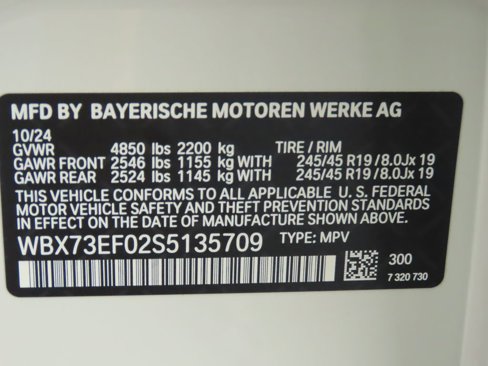 MFD BY BAYERISCHE MOTOREN WERKE AG
10/24
GVWR 4850 lbs 2200 kg TIRE / RIM
GAWR FRONT 2546 lbs 1155 kg WITH 245/45 R19 / 8.0Jx 19
GAWR REAR 2524 lbs 1145 kg WITH 245/45 R19 / 8.0Jx 19
THIS VEHICLE CONFORMS TO ALL APPLICABLE U. S. FEDERAL
MOTOR VEHICLE SAFETY AND THEFT PREVENTION STANDARDS
IN EFFECT ON THE DATE OF MANUFACTURE SHOWN ABOVE.
WBX73EF02S5135709 TYPE: MPV
300
7 320 730